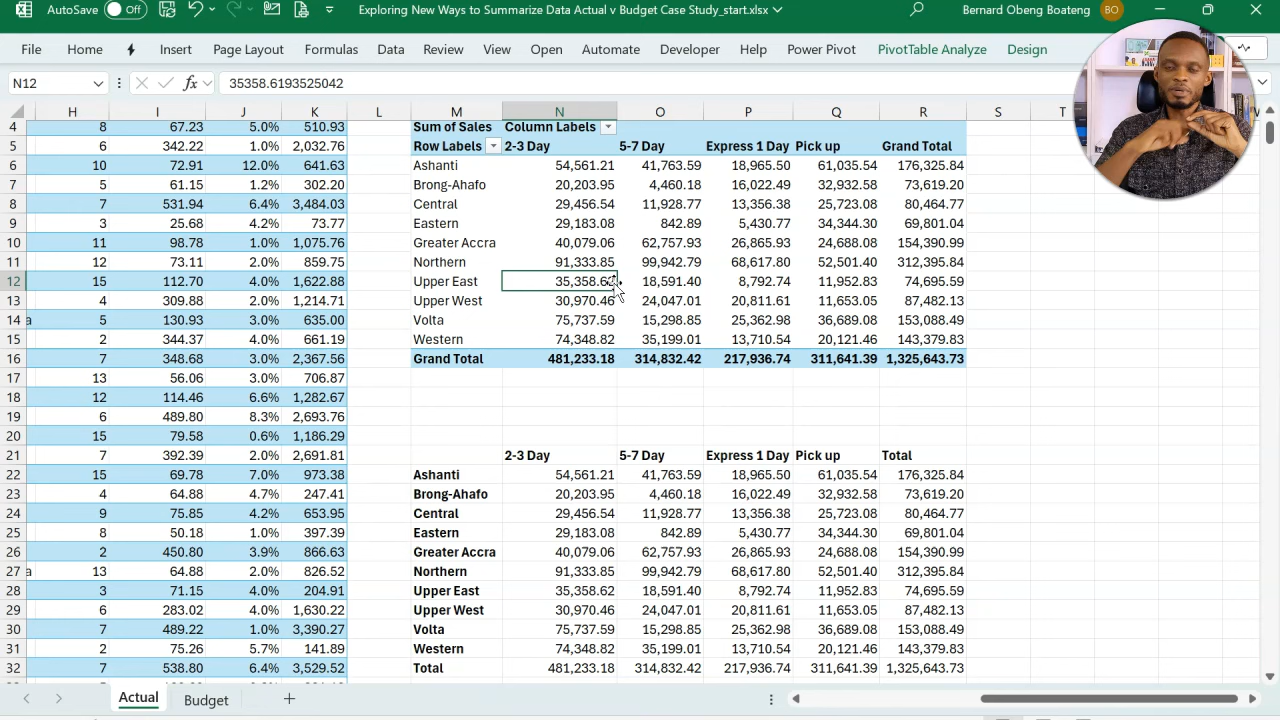 AutoSave Off Exploring New Ways to Summarize Data Actual v Budget Case Study_start.xlsx Bernard Obeng Boateng BO
File Home Insert Page Layout Formulas Data Review View Open Automate Developer Help Power Pivot PivotTable Analyze Design
N12 fx 35358.6193525042
H I J K L M N O P Q R S T
4 8 67.23 5.0% 510.93 Sum of Sales Column Labels
5 6 342.22 1.0% 2,032.76 Row Labels 2-3 Day 5-7 Day Express 1 Day Pick up Grand Total
6 10 72.91 12.0% 641.63 Ashanti 54,561.21 41,763.59 18,965.50 61,035.54 176,325.84
7 5 61.15 1.2% 302.20 Brong-Ahafo 20,203.95 4,460.18 16,022.49 32,932.58 73,619.20
8 7 531.94 6.4% 3,484.03 Central 29,456.54 11,928.77 13,356.38 25,723.08 80,464.77
9 3 25.68 4.2% 73.77 Eastern 29,183.08 842.89 5,430.77 34,344.30 69,801.04
10 11 98.78 1.0% 1,075.76 Greater Accra 40,079.06 62,757.93 26,865.93 24,688.08 154,390.99
11 12 73.11 2.0% 859.75 Northern 91,333.85 99,942.79 68,617.80 52,501.40 312,395.84
12 15 112.70 4.0% 1,122.88 Upper East 35,358.62 18,591.40 8,792.74 11,952.83 74,695.59
13 4 309.88 2.0% 1,214.71 Upper West 30,970.46 24,047.01 20,811.61 11,653.05 87,482.13
14 a 5 130.93 3.0% 635.00 Volta 75,737.59 15,298.85 25,362.98 36,689.08 153,088.49
15 2 344.37 4.0% 661.19 Western 74,348.82 35,199.01 13,710.54 20,121.46 143,379.83
16 7 348.68 3.0% 2,367.56 Grand Total 481,233.18 314,832.42 217,936.74 311,641.39 1,325,643.73
17 13 56.06 3.0% 706.87
18 12 114.46 6.6% 1,282.67
19 6 489.80 8.3% 2,693.76
20 15 79.58 0.6% 1,186.29
21 7 392.39 2.0% 2,691.81 2-3 Day 5-7 Day Express 1 Day Pick up Total
22 15 69.78 7.0% 973.38 Ashanti 54,561.21 41,763.59 18,965.50 61,035.54 176,325.84
23 4 64.88 4.7% 247.41 Brong-Ahafo 20,203.95 4,460.18 16,022.49 32,932.58 73,619.20
24 9 75.85 4.2% 653.95 Central 29,456.54 11,928.77 13,356.38 25,723.08 80,464.77
25 8 50.18 1.0% 397.39 Eastern 29,183.08 842.89 5,430.77 34,344.30 69,801.04
26 2 450.80 3.9% 866.63 Greater Accra 40,079.06 62,757.93 26,865.93 24,688.08 154,390.99
27 a 13 64.88 2.0% 826.52 Northern 91,333.85 99,942.79 68,617.80 52,501.40 312,395.84
28 3 71.15 4.0% 204.91 Upper East 35,358.62 18,591.40 8,792.74 11,952.83 74,695.59
29 6 283.02 4.0% 1,630.22 Upper West 30,970.46 24,047.01 20,811.61 11,653.05 87,482.13
30 7 489.22 1.0% 3,390.27 Volta 75,737.59 15,298.85 25,362.98 36,689.08 153,088.49
31 2 75.26 5.7% 141.89 Western 74,348.82 35,199.01 13,710.54 20,121.46 143,379.83
32 7 538.80 6.4% 3,529.52 Total 481,233.18 314,832.42 217,936.74 311,641.39 1,325,643.73
Actual Budget